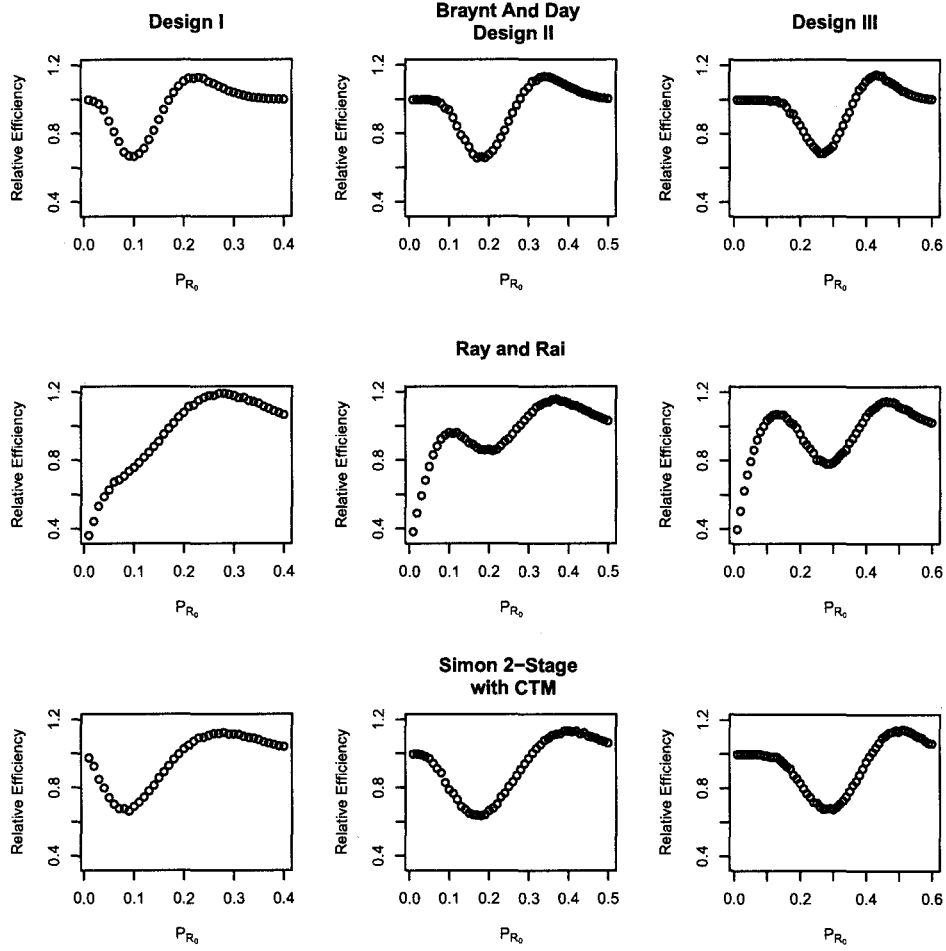 Design I
Braynt And Day
Design II
Design III
Relative Efficiency
0.4 0.8 1.2
0.0 0.1 0.2 0.3 0.4
P_R₀
Relative Efficiency
0.4 0.8 1.2
0.0 0.1 0.2 0.3 0.4 0.5
P_R₀
Relative Efficiency
0.4 0.8 1.2
0.0 0.2 0.4 0.6
P_R₀
Ray and Rai
Relative Efficiency
0.4 0.8 1.2
0.0 0.1 0.2 0.3 0.4
P_R₀
Relative Efficiency
0.4 0.8 1.2
0.0 0.1 0.2 0.3 0.4 0.5
P_R₀
Relative Efficiency
0.4 0.8 1.2
0.0 0.2 0.4 0.6
P_R₀
Simon 2-Stage
with CTM
Relative Efficiency
0.4 0.8 1.2
0.0 0.1 0.2 0.3 0.4
P_R₀
Relative Efficiency
0.4 0.8 1.2
0.0 0.1 0.2 0.3 0.4 0.5
P_R₀
Relative Efficiency
0.4 0.8 1.2
0.0 0.2 0.4 0.6
P_R₀